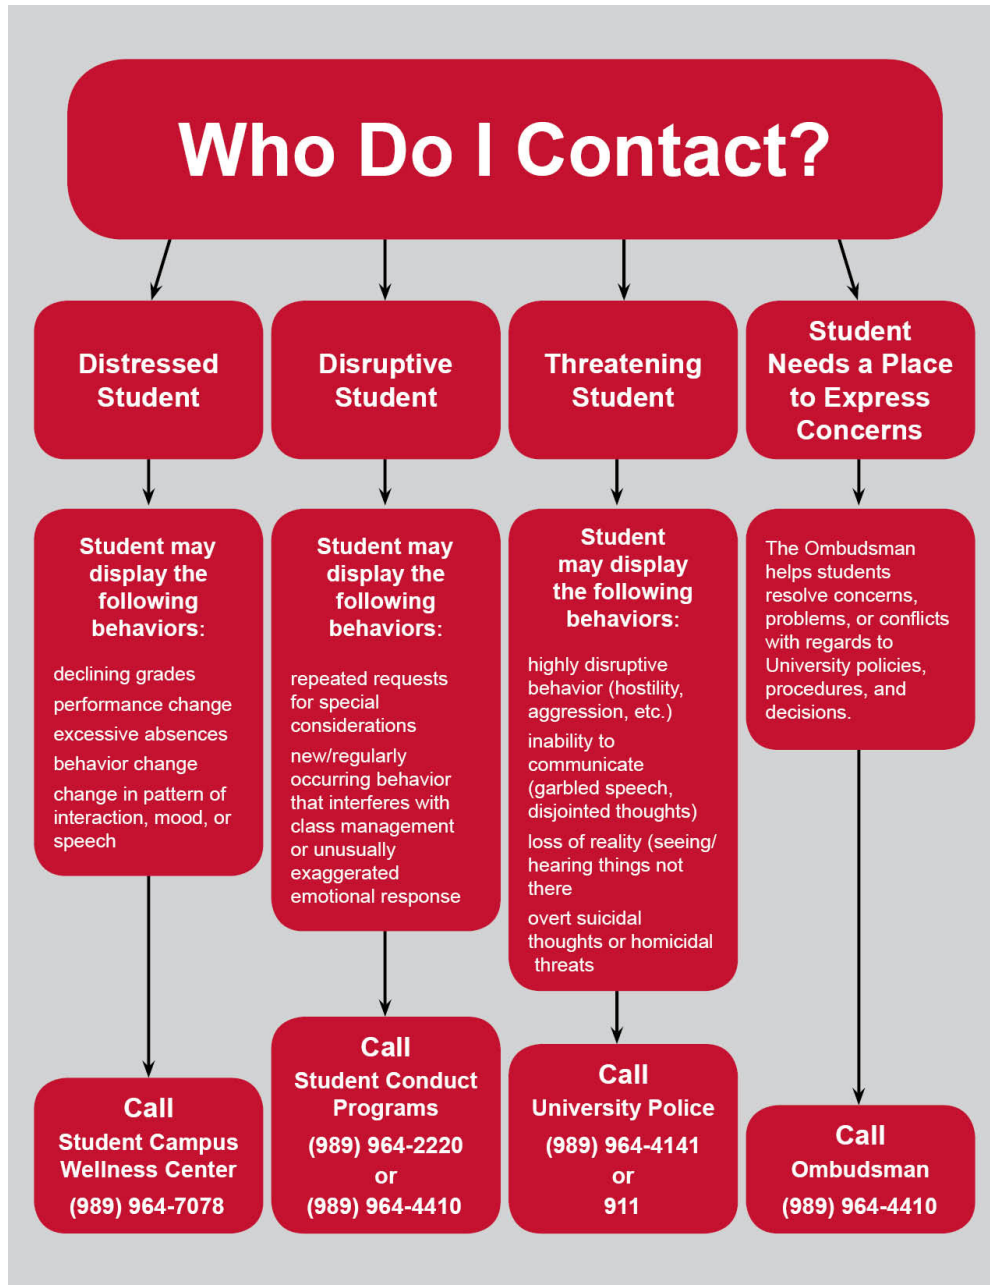 Who Do I Contact?
Distressed
Student
Student may
display the
following
behaviors:
declining grades
performance change
excessive absences
behavior change
change in pattern of
interaction, mood, or
speech
Call
Student Campus
Wellness Center
(989) 964-7078
Disruptive
Student
Student may
display the
following
behaviors:
repeated requests
for special
considerations
new/regularly
occurring behavior
that interferes with
class management
or unusually
exaggerated
emotional response
Call
Student Conduct
Programs
(989) 964-2220
or
(989) 964-4410
Threatening
Student
Student
may display
the following
behaviors:
highly disruptive
behavior (hostility,
aggression, etc.)
inability to
communicate
(garbled speech,
disjointed thoughts)
loss of reality (seeing/
hearing things not
there
overt suicidal
thoughts or homicidal
threats
Call
University Police
(989) 964-4141
or
911
Student
Needs a Place
to Express
Concerns
The Ombudsman
helps students
resolve concerns,
problems, or conflicts
with regards to
University policies,
procedures, and
decisions.
Call
Ombudsman
(989) 964-4410